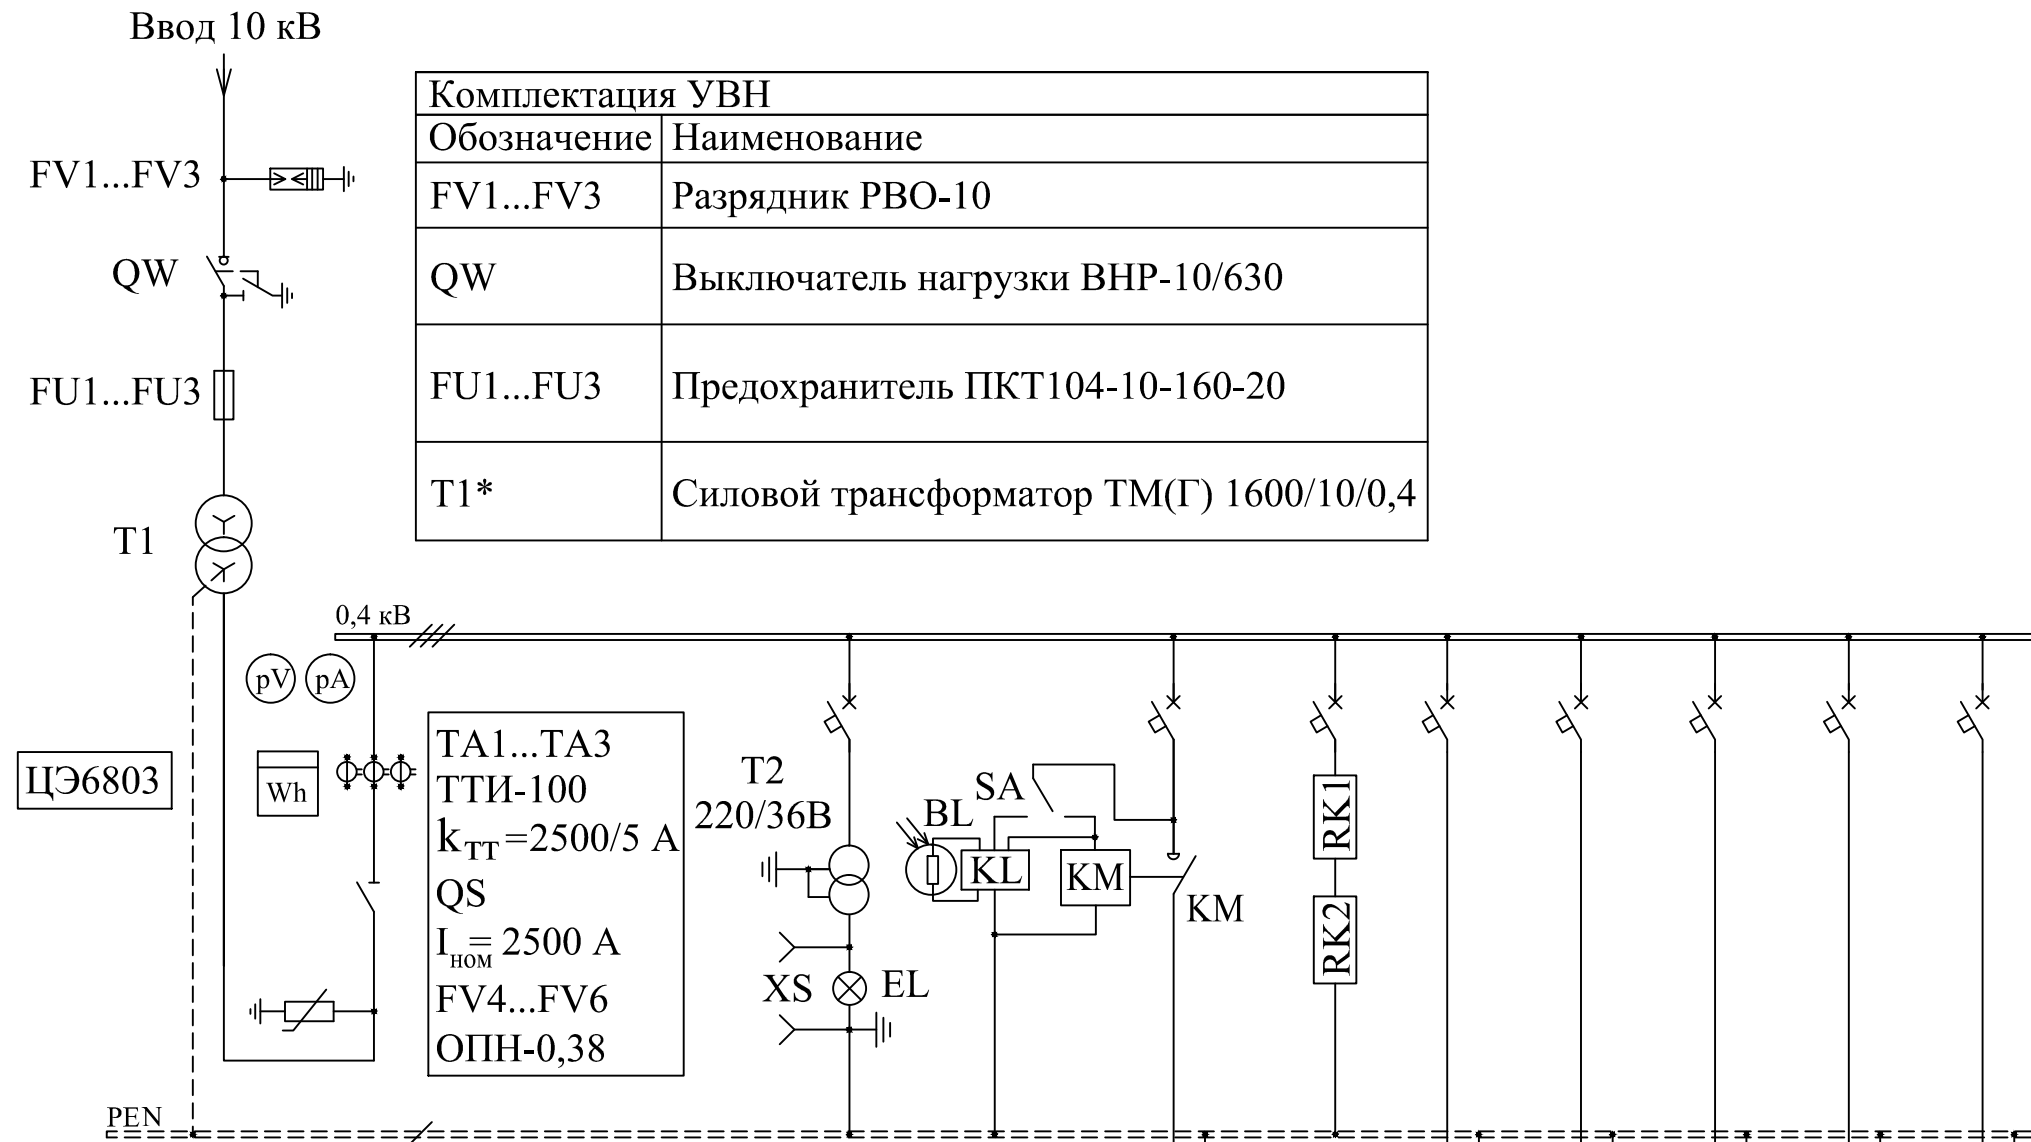 Ввод 10 кВ
Комплектация УВН
Обозначение Наименование
FV1...FV3
FV1...FV3 Разрядник РВО-10
QW
QW Выключатель нагрузки ВНР-10/630
FU1...FU3
FU1...FU3 Предохранитель ПКТ104-10-160-20
T1
T1* Силовой трансформатор ТМ(Г) 1600/10/0,4
0,4 кВ
pV pA
ЦЭ6803
Wh
TA1...TA3
ТТИ-100
kТТ=2500/5 А
QS
Iном= 2500 А
FV4...FV6
ОПН-0,38
T2
220/36В
XS EL
BL
SA
KL
KM
KM
RK1
RK2
PEN